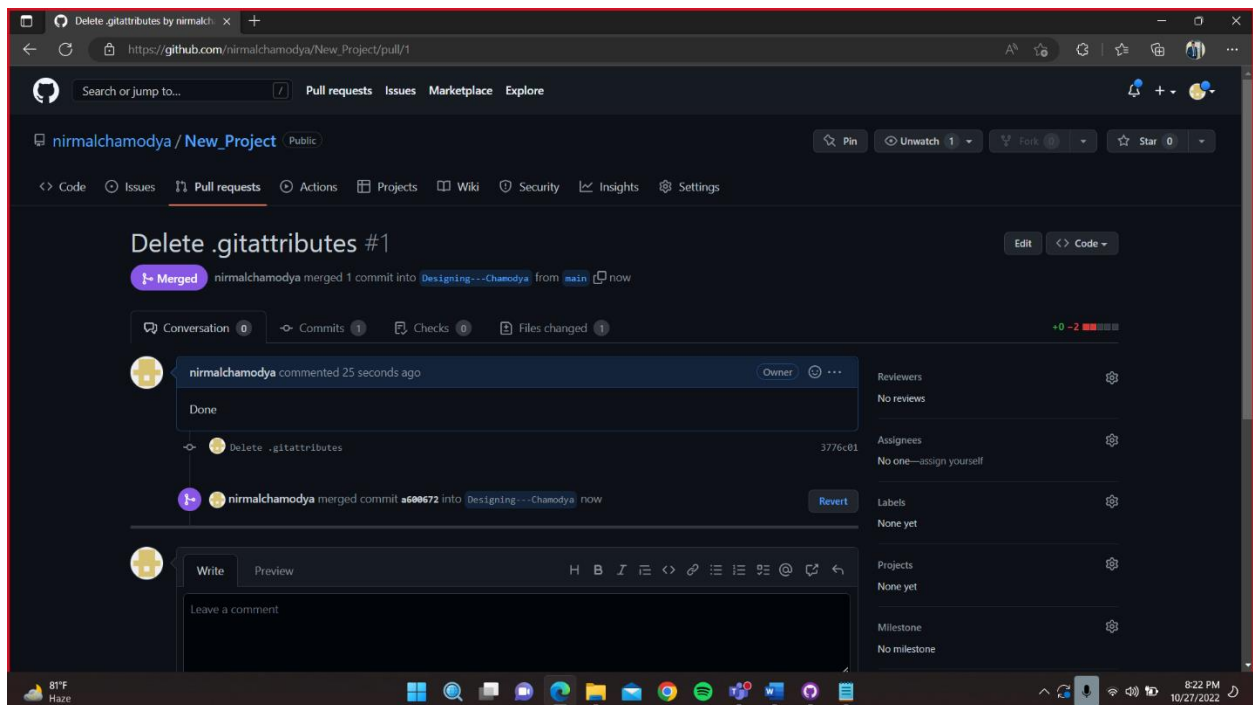 Delete .gitattributes by nirmalch
https://github.com/nirmalchamodya/New_Project/pull/1
Search or jump to... / Pull requests Issues Marketplace Explore
nirmalchamodya / New_Project Public
Pin Unwatch 1 Fork 0 Star 0
<> Code Issues Pull requests Actions Projects Wiki Security Insights Settings
Delete .gitattributes #1
Edit <> Code
Merged nirmalchamodya merged 1 commit into Designing---Chamodya from main now
Conversation 0 Commits 1 Checks 0 Files changed 1 +0 −2
nirmalchamodya commented 25 seconds ago Owner ...
Done
Delete .gitattributes 3776c01
nirmalchamodya merged commit a600672 into Designing---Chamodya now Revert
Reviewers
No reviews
Assignees
No one—assign yourself
Labels
None yet
Projects
None yet
Milestone
No milestone
Write Preview H B I <> @
Leave a comment
81°F
Haze
8:22 PM
10/27/2022